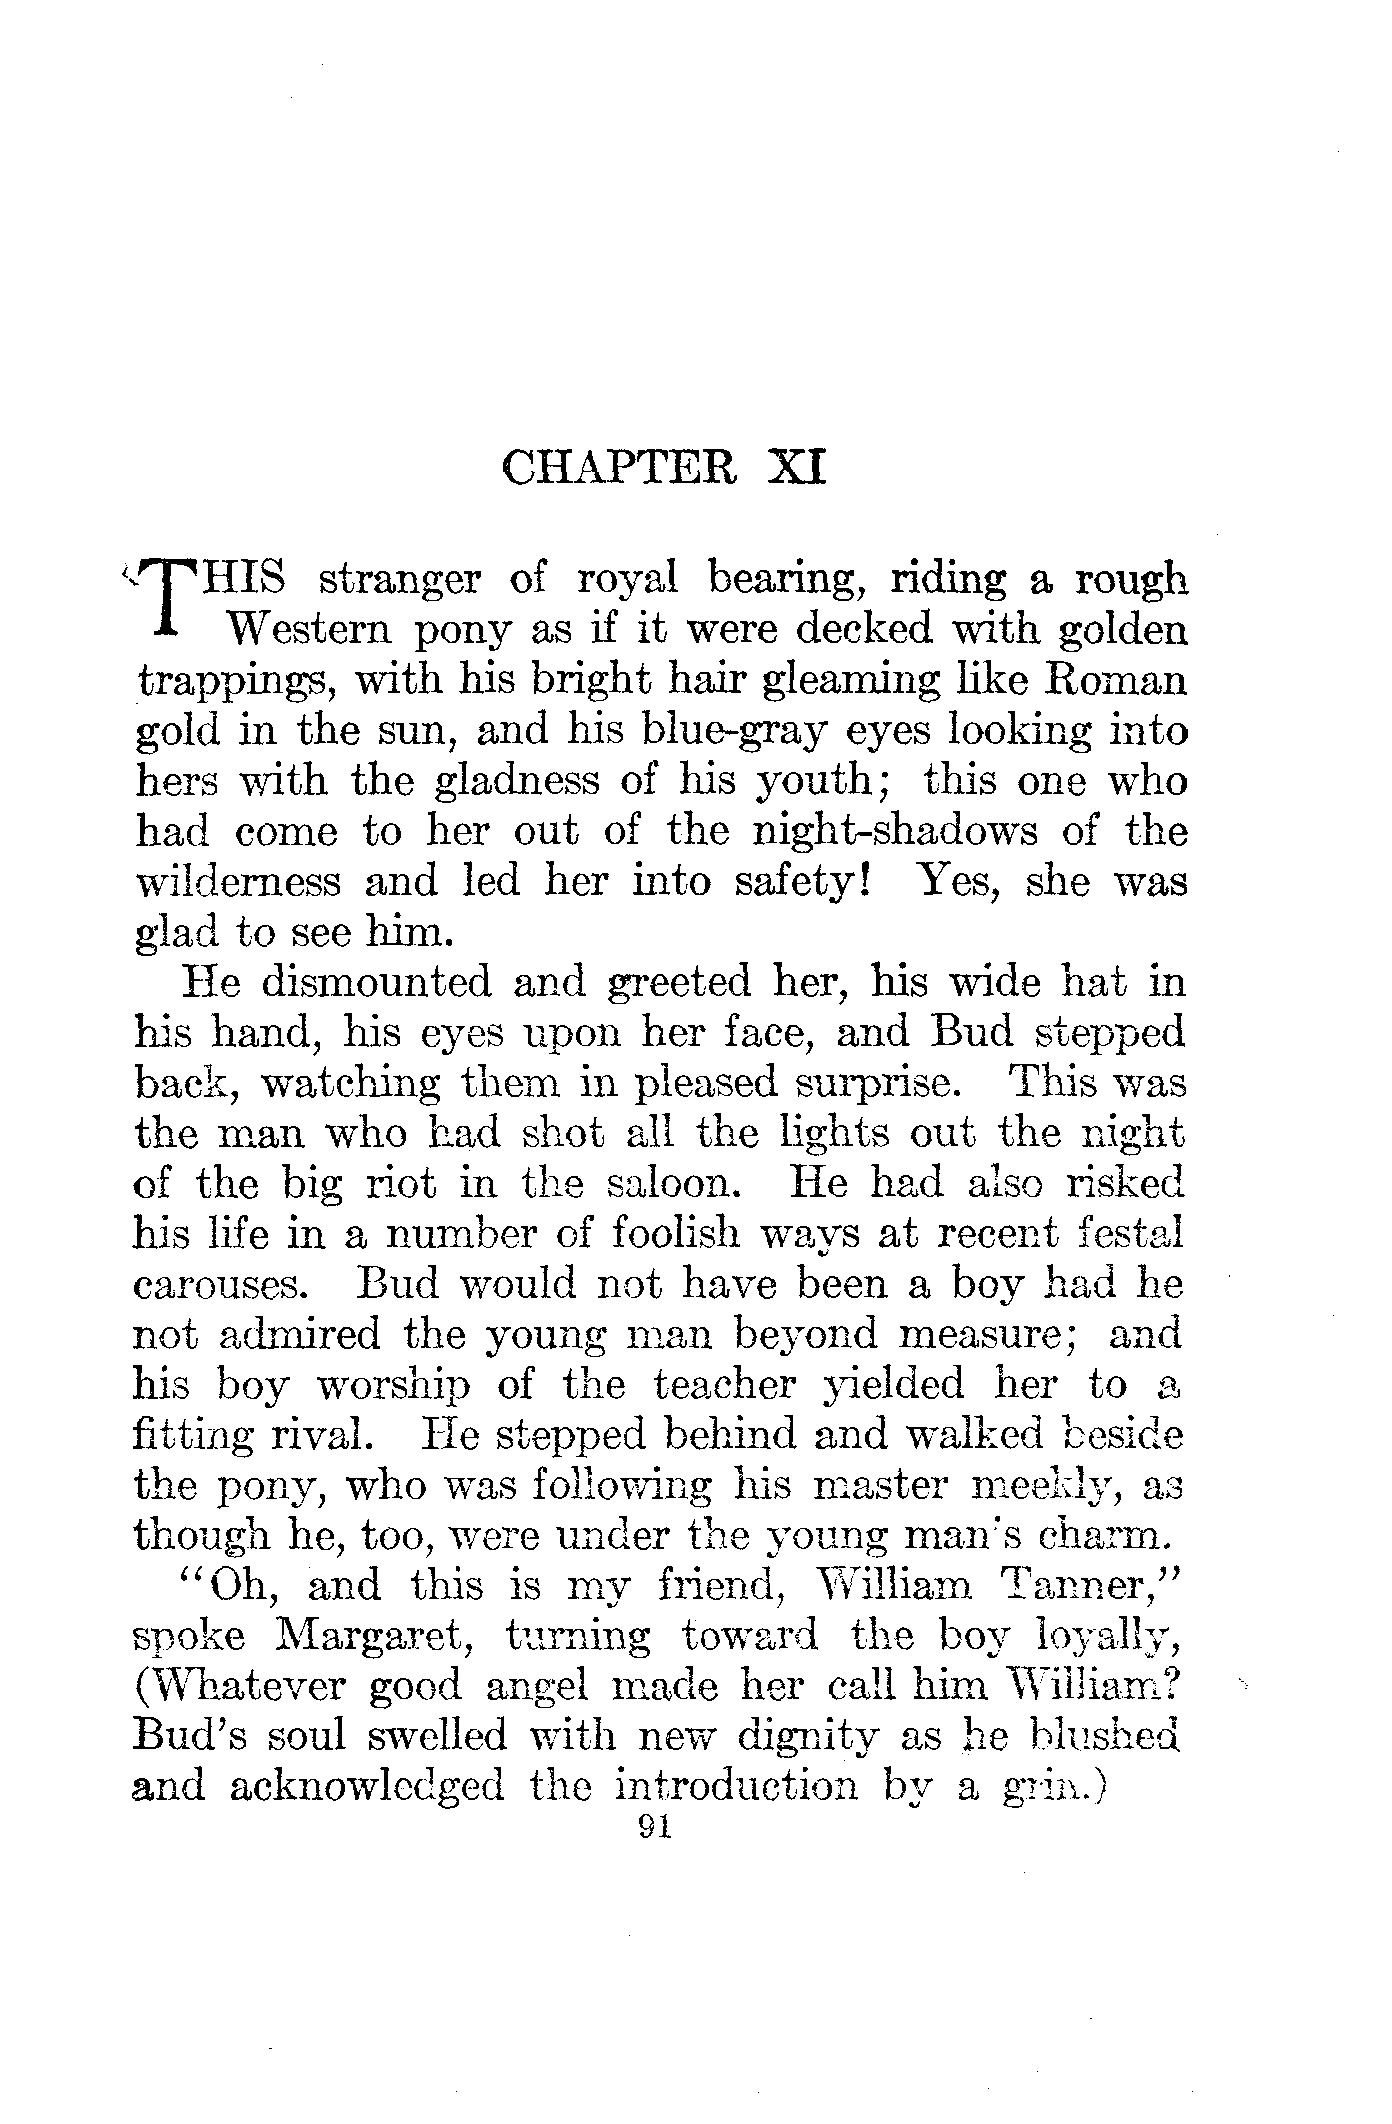 CHAPTER XI
THIS stranger of royal bearing, riding a rough
Western pony as if it were decked with golden
trappings, with his bright hair gleaming like Roman
gold in the sun, and his blue-gray eyes looking into
hers with the gladness of his youth; this one who
had come to her out of the night-shadows of the
wilderness and led her into safety! Yes, she was
glad to see him.
He dismounted and greeted her, his wide hat in
his hand, his eyes upon her face, and Bud stepped
back, watching them in pleased surprise. This was
the man who had shot all the lights out the night
of the big riot in the saloon. He had also risked
his life in a number of foolish ways at recent festal
carouses. Bud would not have been a boy had he
not admired the young man beyond measure; and
his boy worship of the teacher yielded her to a
fitting rival. He stepped behind and walked beside
the pony, who was following his master meekly, as
though he, too, were under the young man's charm.
"Oh, and this is my friend, William Tanner,"
spoke Margaret, turning toward the boy loyally,
(Whatever good angel made her call him William?
Bud's soul swelled with new dignity as he blushed
and acknowledged the introduction by a grin.)
91